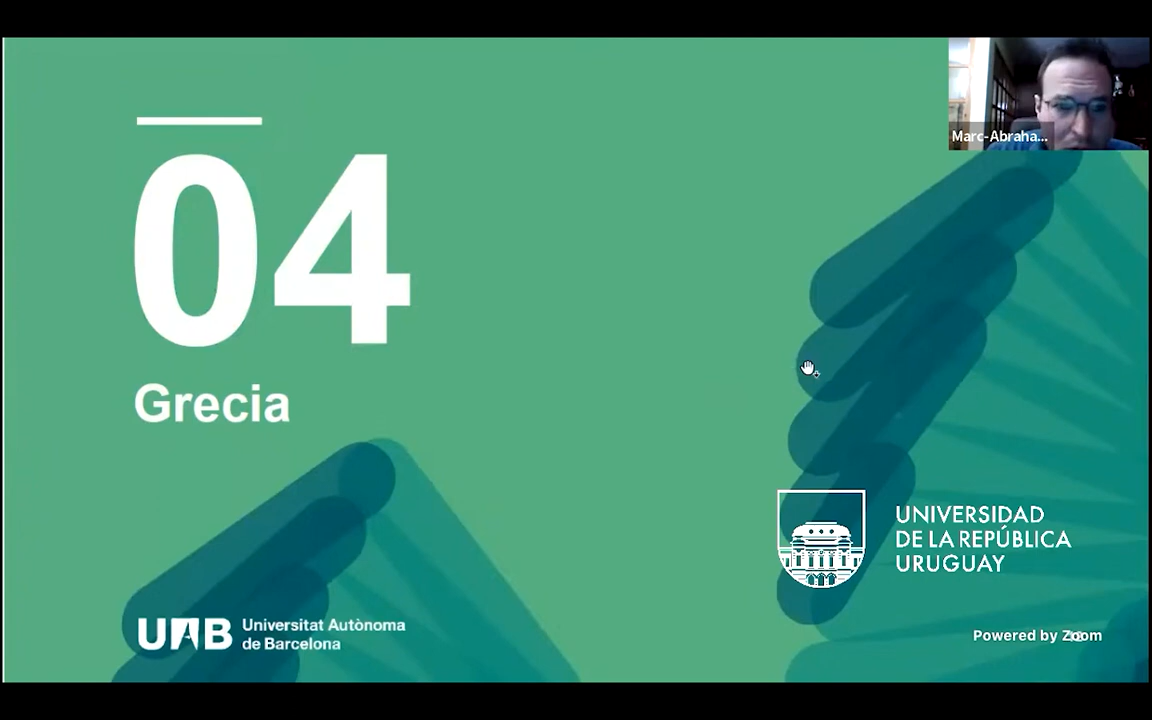 Marc-Abraha...
04
Grecia
UNIVERSIDAD
DE LA REPÚBLICA
URUGUAY
UAB Universitat Autònoma
de Barcelona
Powered by Zoom